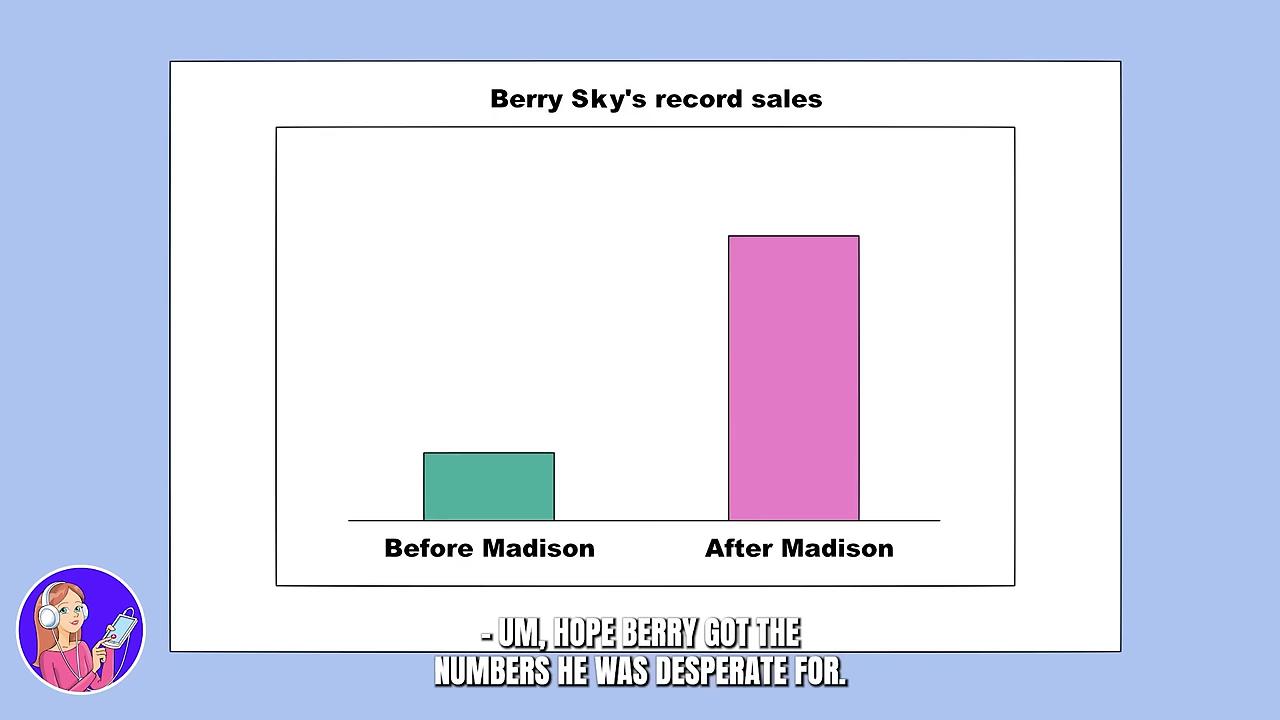 Berry Sky's record sales
Before Madison
After Madison
- UM, HOPE BERRY GOT THE
NUMBERS HE WAS DESPERATE FOR.